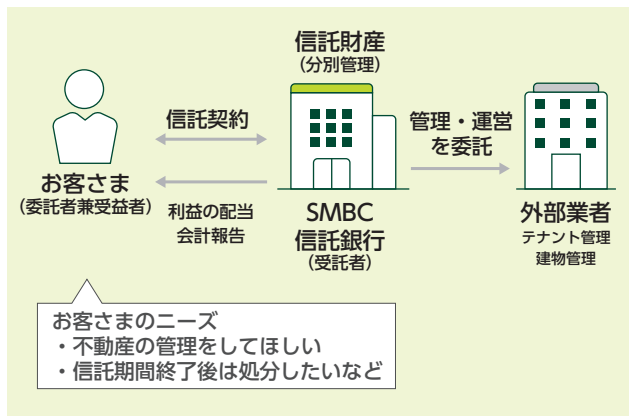 信託財産
（分別管理）
信託契約
管理・運営
を委託
お客さま
（委託者兼受益者）
利益の配当
会計報告
SMBC
信託銀行
（受託者）
外部業者
テナント管理
建物管理
お客さまのニーズ
・不動産の管理をしてほしい
・信託期間終了後は処分したいなど